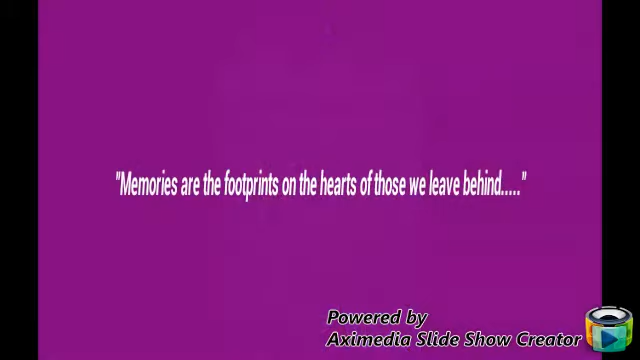 "Memories are the footprints on the hearts of those we leave behind....."
Powered by
Aximedia Slide Show Creator